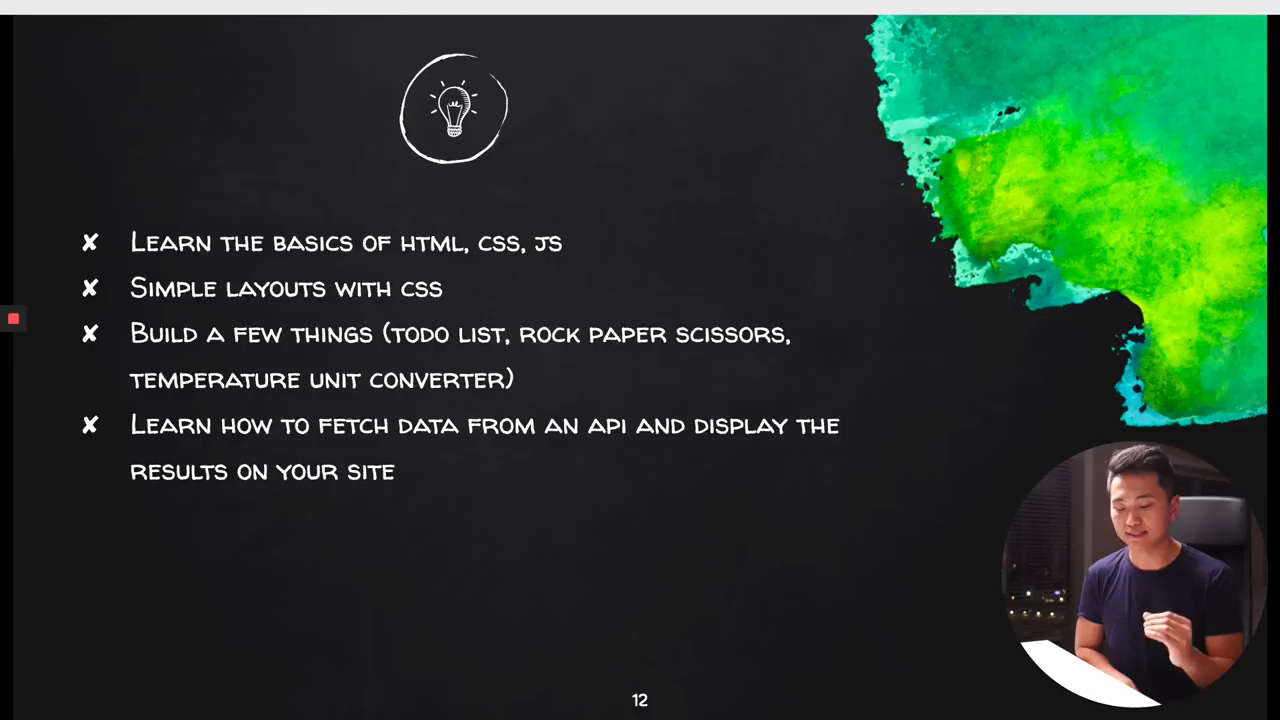 ✘ Learn the basics of html, css, js
✘ Simple layouts with css
✘ Build a few things (todo list, rock paper scissors,
temperature unit converter)
✘ Learn how to fetch data from an api and display the
results on your site
12